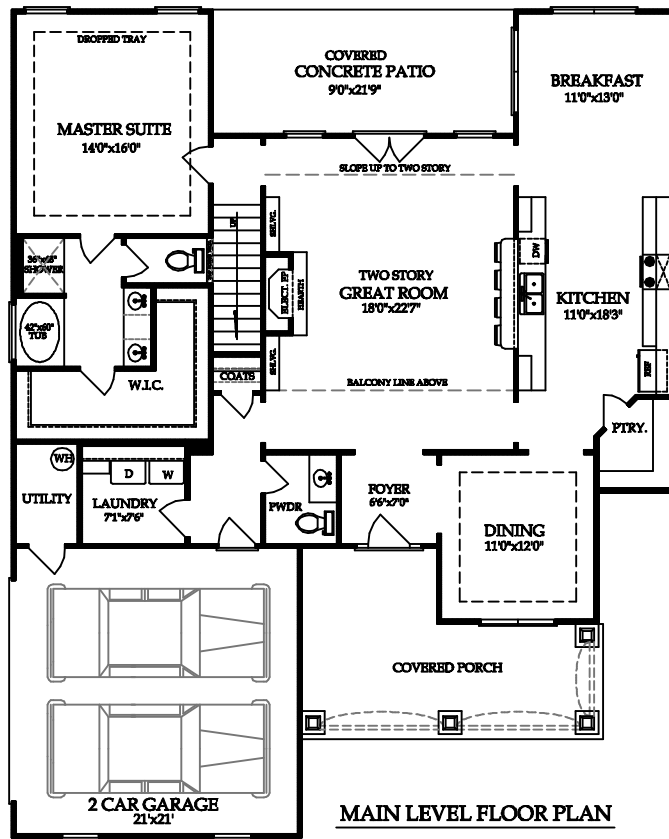 DROPPED TRAY
COVERED
CONCRETE PATIO
9'0"x21'9"
BREAKFAST
11'0"x13'0"
MASTER SUITE
14'0"x16'0"
SLOPE UP TO TWO STORY
UP
SHLVG.
DW
36"x48"
SHOWER
TWO STORY
GREAT ROOM
18'0"x22'7"
ELECT. FP
HEARTH
KITCHEN
11'0"x18'3"
42"x60"
TUB
SHLVG.
REF
W.I.C.
COATS
BALCONY LINE ABOVE
PTRY.
WH
D
W
UTILITY
LAUNDRY
7'1"x7'6"
PWDR
FOYER
6'6"x7'0"
DINING
11'0"x12'0"
COVERED PORCH
2 CAR GARAGE
21'x21'
MAIN LEVEL FLOOR PLAN